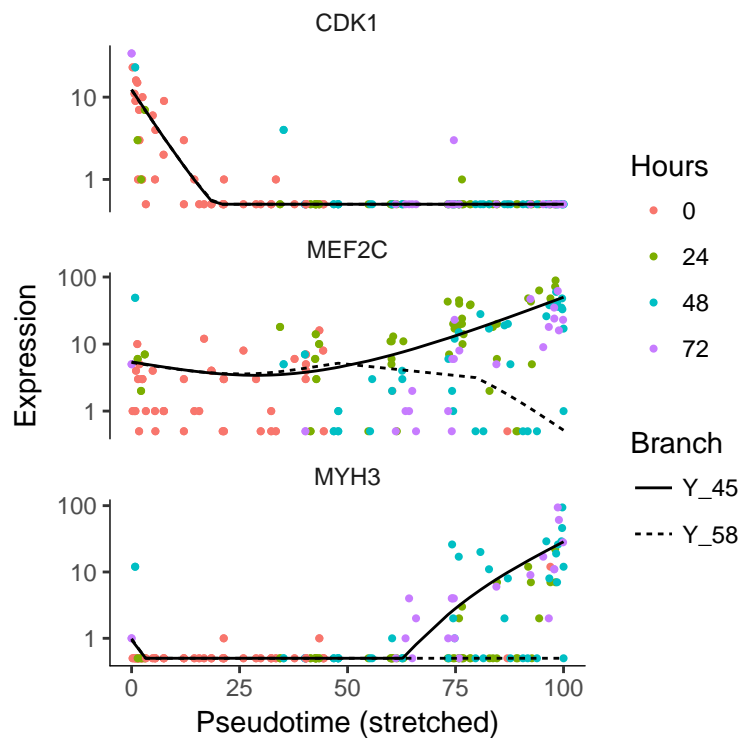 CDK1
10
1
MEF2C
100
10
1
MYH3
100
10
1
0 25 50 75 100
Pseudotime (stretched)
Expression
Hours
0
24
48
72
Branch
Y_45
Y_58